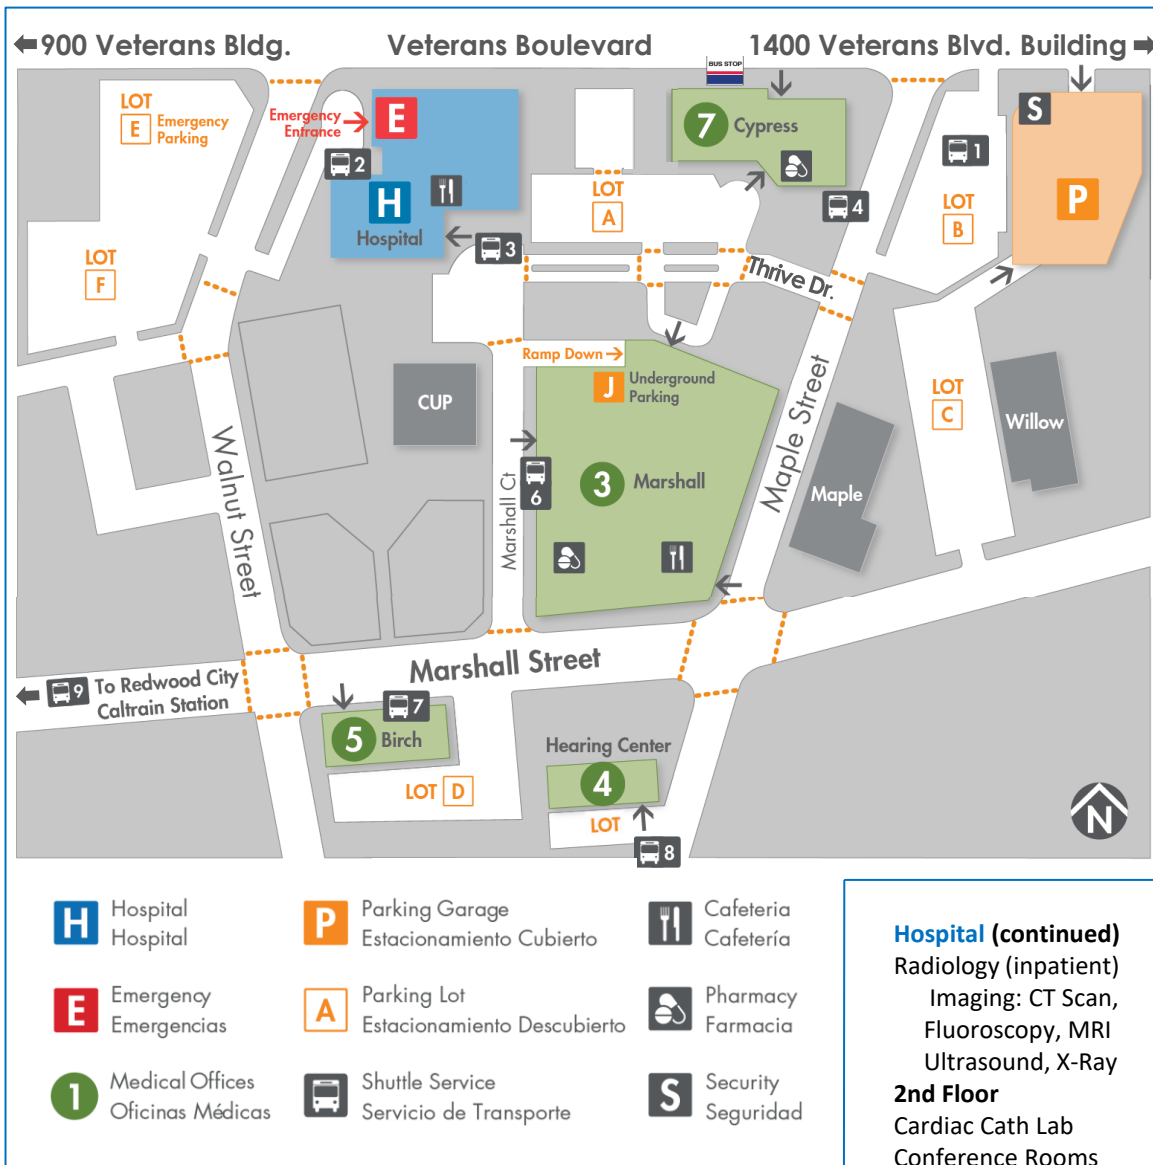 900 Veterans Bldg.
Veterans Boulevard
1400 Veterans Blvd. Building
BUS STOP
LOT
E
Emergency
Parking
Emergency
Entrance
E
2
H
Hospital
3
LOT
A
7
Cypress
4
1
LOT
B
S
P
LOT
F
Thrive Dr.
Ramp Down
J
Underground
Parking
CUP
LOT
C
Willow
Maple
Maple Street
Walnut Street
Marshall Ct
6
3
Marshall
Marshall Street
9
To Redwood City
Caltrain Station
7
5
Birch
LOT
D
Hearing Center
4
LOT
8
N
H
Hospital
Hospital
P
Parking Garage
Estacionamiento Cubierto
Cafeteria
Cafetería
E
Emergency
Emergencias
A
Parking Lot
Estacionamiento Descubierto
Pharmacy
Farmacia
1
Medical Offices
Oficinas Médicas
Shuttle Service
Servicio de Transporte
S
Security
Seguridad
Hospital (continued)
Radiology (inpatient)
Imaging: CT Scan,
Fluoroscopy, MRI
Ultrasound, X-Ray
2nd Floor
Cardiac Cath Lab
Conference Rooms